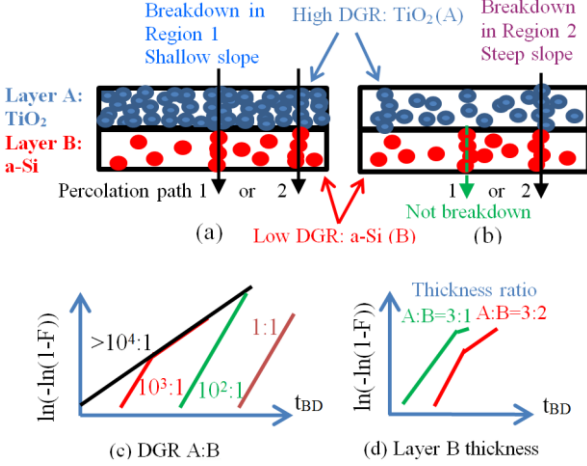 Breakdown in
Region 1
Shallow slope
High DGR: TiO₂ (A)
Breakdown
in Region 2
Steep slope
Layer A:
TiO₂
Layer B:
a-Si
Percolation path 1 or 2
1 or 2
Not breakdown
(a)
Low DGR: a-Si (B)
(b)
ln(-ln(1-F))
>10⁴:1
10³:1
10²:1
1:1
t_BD
(c) DGR A:B
Thickness ratio
A:B=3:1
A:B=3:2
ln(-ln(1-F))
t_BD
(d) Layer B thickness